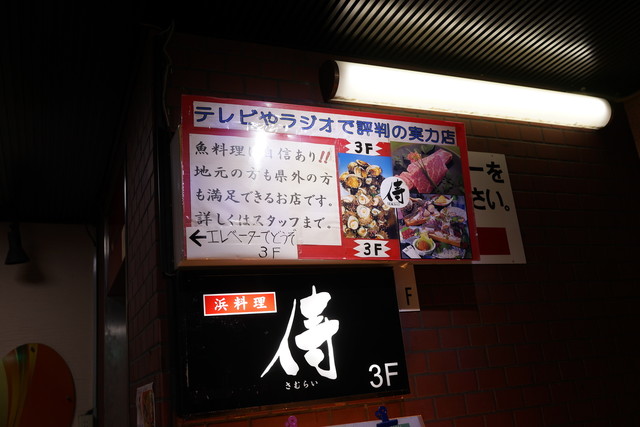 テレビやラジオで評判の実力店
魚料理に自信あり!!
地元の方も県外の方
も満足できるお店です。
詳しくはスタッフまで。
←エレベーターでどうぞ
3F
3F
侍
3F
ーを
さい。
F
浜料理
侍
さむらい
3F